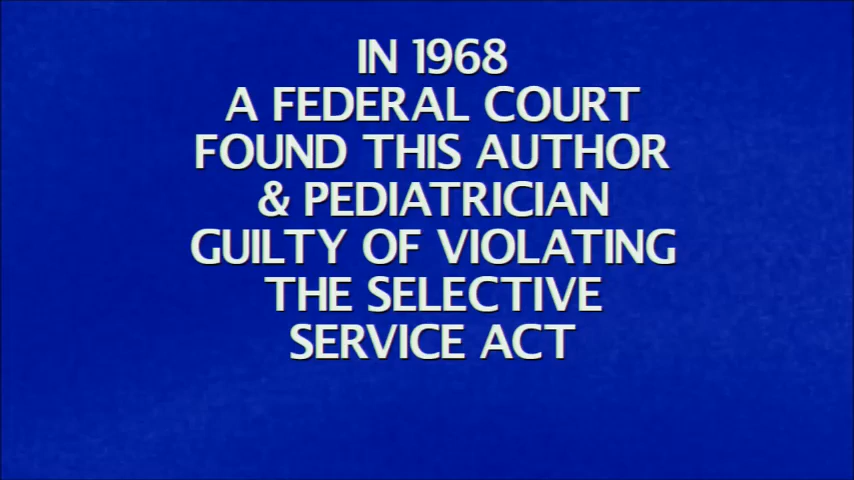 IN 1968
A FEDERAL COURT
FOUND THIS AUTHOR
& PEDIATRICIAN
GUILTY OF VIOLATING
THE SELECTIVE
SERVICE ACT